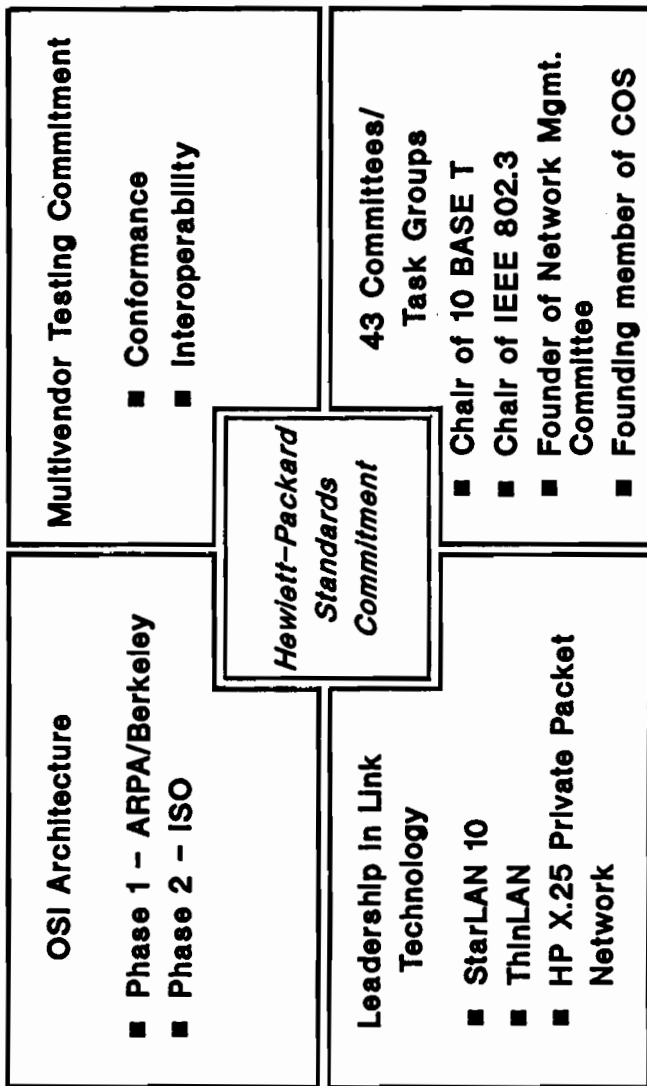 OSI Architecture
■ Phase 1 – ARPA/Berkeley
■ Phase 2 – ISO
Multivendor Testing Commitment
■ Conformance
■ Interoperability
Hewlett-Packard
Standards
Commitment
Leadership in Link
Technology
■ StarLAN 10
■ ThinLAN
■ HP X.25 Private Packet
Network
43 Committees/
Task Groups
■ Chair of 10 BASE T
■ Chair of IEEE 802.3
■ Founder of Network Mgmt.
Committee
■ Founding member of COS